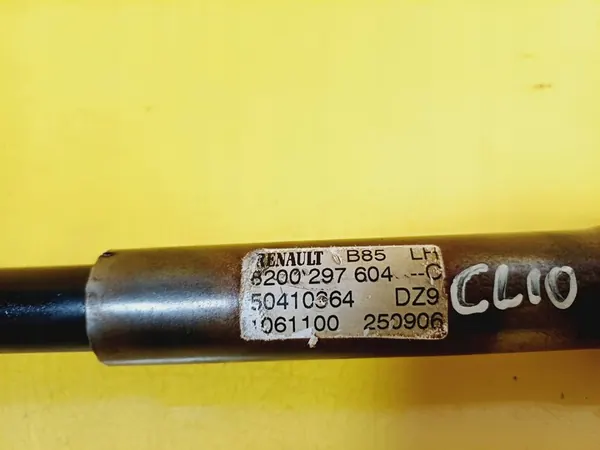 RENAULT B85 LH
8200 297 604 --C
50410364 DZ9
1061100 250906
CLIO